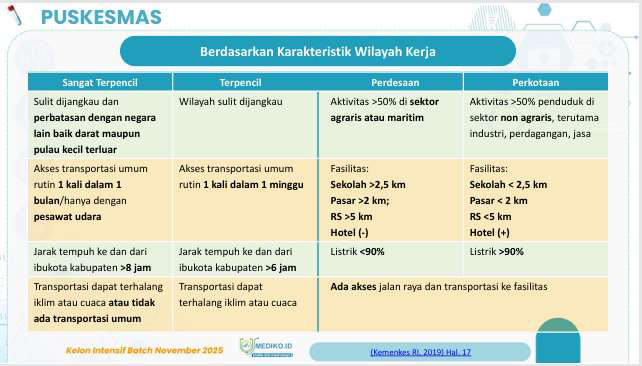 PUSKESMAS
Berdasarkan Karakteristik Wilayah Kerja
Sangat Terpencil
Terpencil
Perdesaan
Perkotaan
Sulit dijangkau dan
perbatasan dengan negara
lain baik darat maupun
pulau kecil terluar
Wilayah sulit dijangkau
Aktivitas >50% di sektor
agraris atau maritim
Aktivitas >50% penduduk di
sektor non agraris, terutama
industri, perdagangan, jasa
Akses transportasi umum
rutin 1 kali dalam 1
bulan/hanya dengan
pesawat udara
Akses transportasi umum
rutin 1 kali dalam 1 minggu
Fasilitas:
Sekolah >2,5 km
Pasar >2 km;
RS >5 km
Hotel (-)
Fasilitas:
Sekolah < 2,5 km
Pasar < 2 km
RS <5 km
Hotel (+)
Jarak tempuh ke dan dari
ibukota kabupaten >8 jam
Jarak tempuh ke dan dari
ibukota kabupaten >6 jam
Listrik <90%
Listrik >90%
Transportasi dapat terhalang
iklim atau cuaca atau tidak
ada transportasi umum
Transportasi dapat
terhalang iklim atau cuaca
Ada akses jalan raya dan transportasi ke fasilitas
Kelon Intensif Batch November 2025
MEDIKO.ID
(Kemenkes RI, 2019) Hal. 17